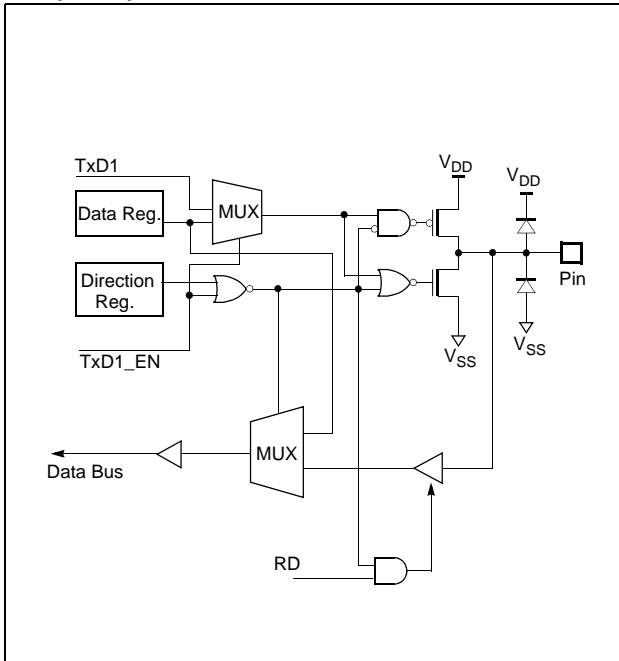 TxD1
Data Reg.
MUX
Direction
Reg.
TxD1_EN
VDD
VDD
Pin
VSS
VSS
MUX
Data Bus
RD